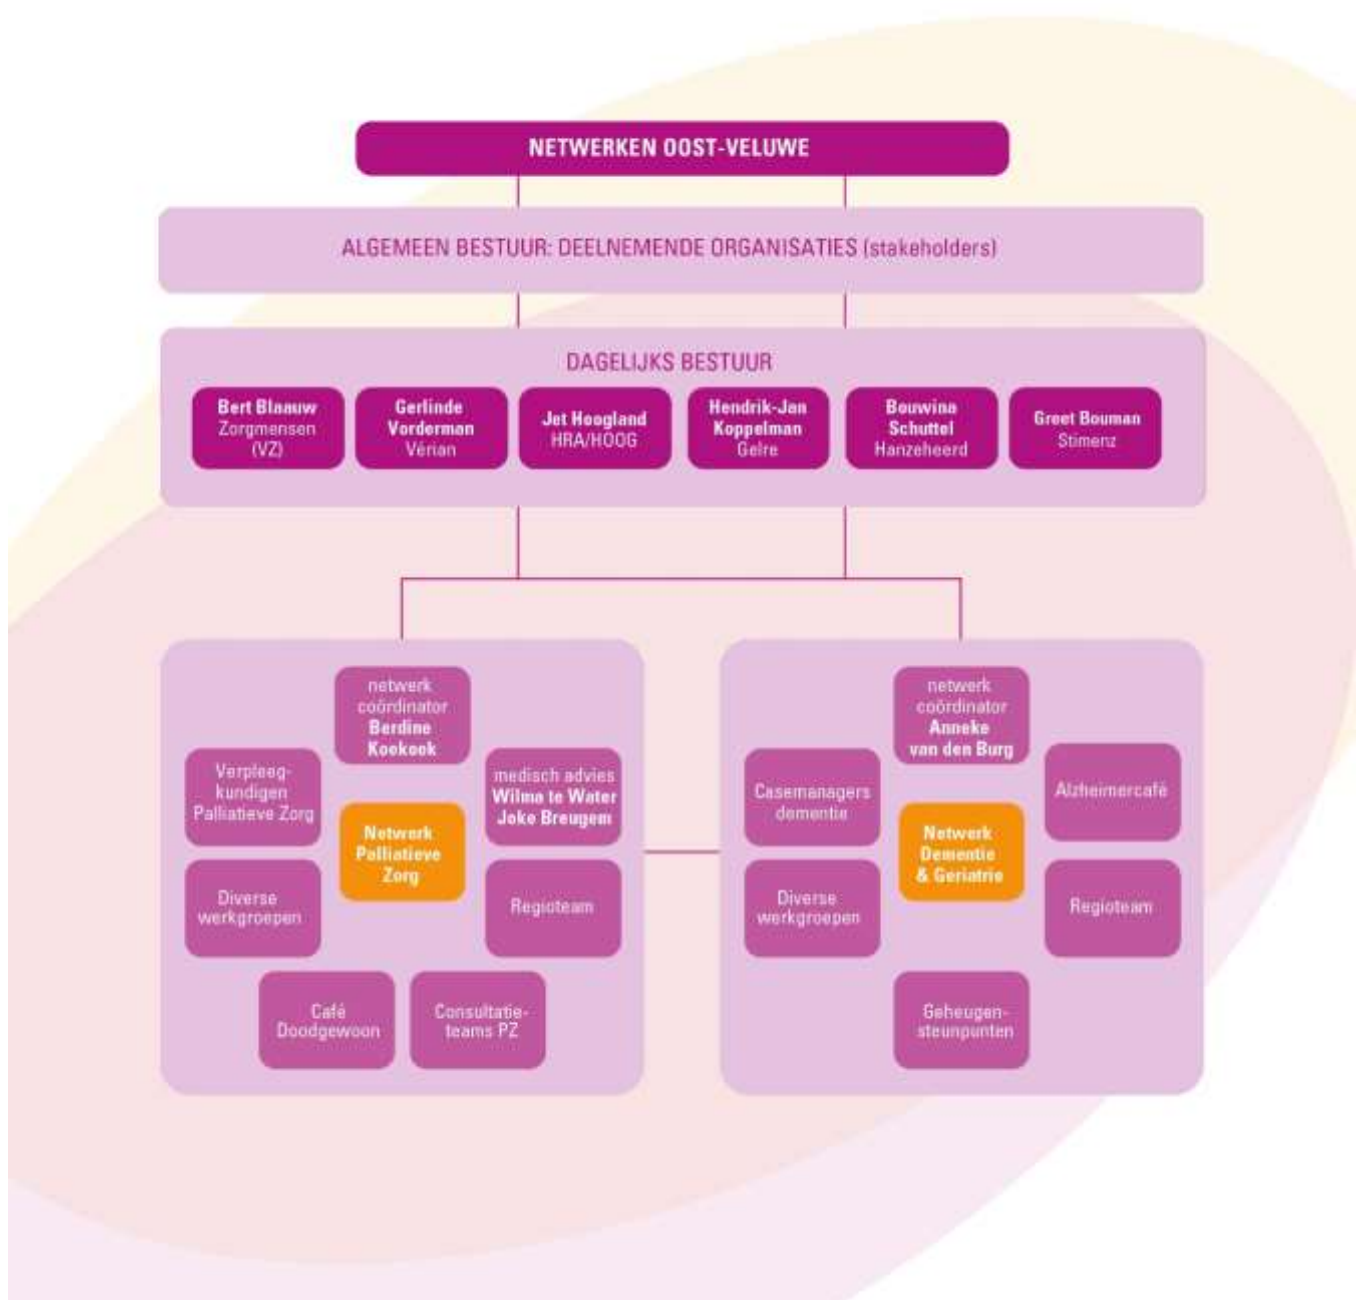 NETWERKEN OOST-VELUWE
ALGEMEEN BESTUUR: DEELNEMENDE ORGANISATIES (stakeholders)
DAGELIJKS BESTUUR
Bert Blaauw
Zorgmensen
(VZ)
Gerlinde
Vorderman
Vérian
Jet Hoogland
HRA/HOOG
Hendrik-Jan
Koppelman
Gelre
Bouwina
Schuttel
Hanzeheerd
Greet Bouman
Stimenz
netwerk
coördinator
Berdine
Koekoek
Verpleeg-
kundigen
Palliatieve Zorg
medisch advies
Wilma te Water
Joke Breugem
Netwerk
Palliatieve
Zorg
Diverse
werkgroepen
Regioteam
Café
Doodgewoon
Consultatie-
teams PZ
netwerk
coördinator
Anneke
van den Burg
Casemanagers
dementie
Alzheimercafé
Netwerk
Dementie
& Geriatrie
Diverse
werkgroepen
Regioteam
Geheugen-
steunpunten